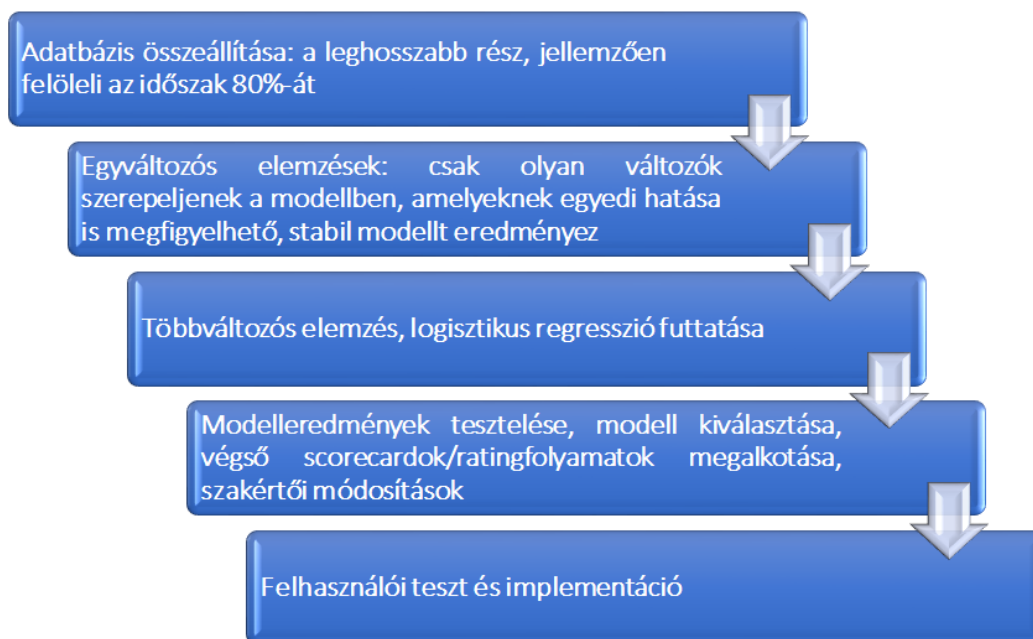 Adatbázis összeállítása: a leghosszabb rész, jellemzően
felöleli az időszak 80%-át
Egyváltozós elemzések: csak olyan változók
szerepeljenek a modellben, amelyeknek egyedi hatása
is megfigyelhető, stabil modellt eredményez
Többváltozós elemzés, logisztikus regresszió futtatása
Modelleredmények tesztelése, modell kiválasztása,
végső scorecardok/ratingfolyamatok megalkotása,
szakértői módosítások
Felhasználói teszt és implementáció